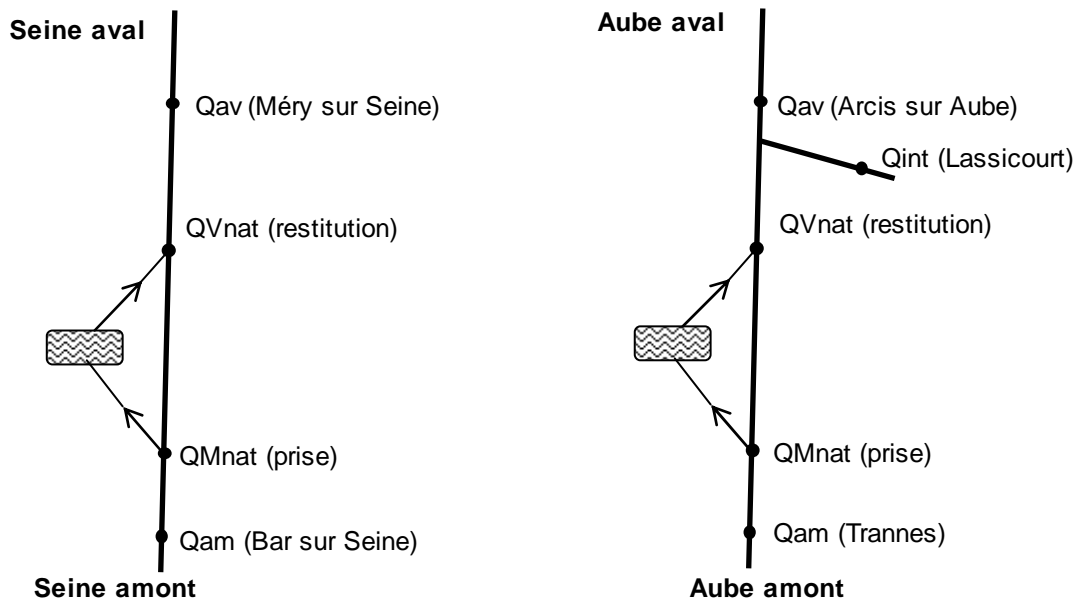 Seine aval
Qav (Méry sur Seine)
QVnat (restitution)
QMnat (prise)
Qam (Bar sur Seine)
Seine amont
Aube aval
Qav (Arcis sur Aube)
Qint (Lassicourt)
QVnat (restitution)
QMnat (prise)
Qam (Trannes)
Aube amont